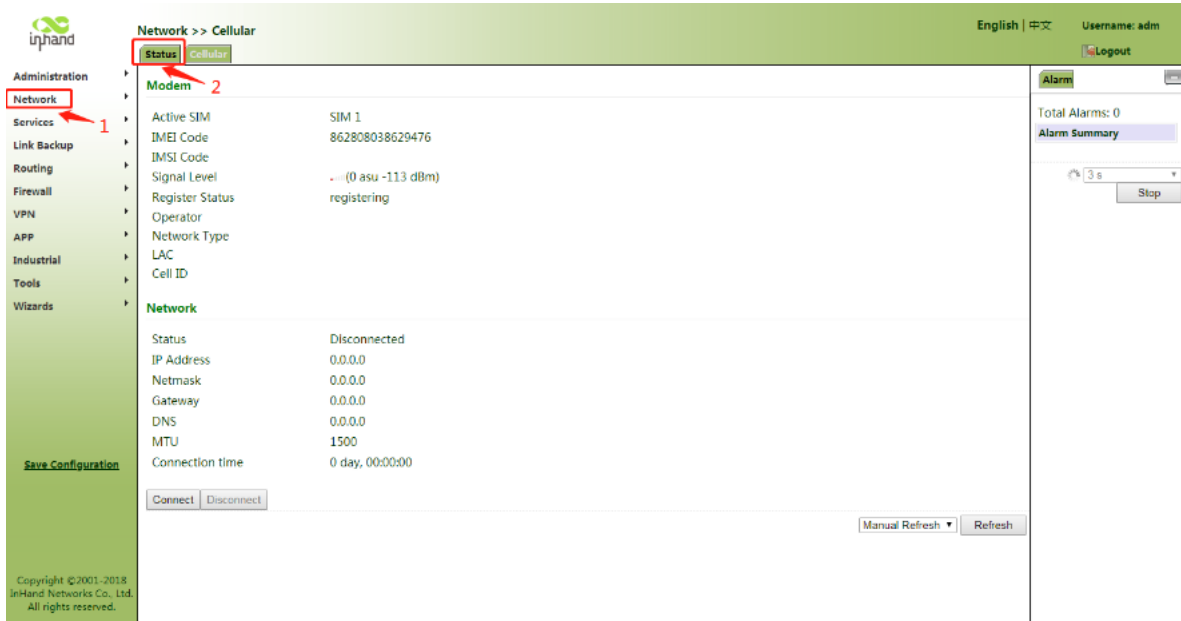 inhand
Network >> Cellular
English | 中文
Username: adm
Logout
Status
Cellular
2
Administration
Network
1
Services
Link Backup
Routing
Firewall
VPN
APP
Industrial
Tools
Wizards
Save Configuration
Copyright ©2001-2018
InHand Networks Co., Ltd.
All rights reserved.
Modem
Active SIM SIM 1
IMEI Code 862808038629476
IMSI Code
Signal Level (0 asu -113 dBm)
Register Status registering
Operator
Network Type
LAC
Cell ID
Network
Status Disconnected
IP Address 0.0.0.0
Netmask 0.0.0.0
Gateway 0.0.0.0
DNS 0.0.0.0
MTU 1500
Connection time 0 day, 00:00:00
Connect Disconnect
Manual Refresh Refresh
Alarm
Total Alarms: 0
Alarm Summary
3 s
Stop